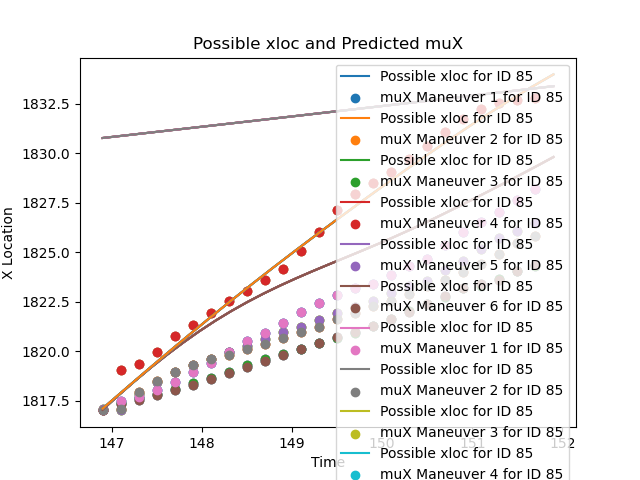 Possible xloc and Predicted muX
X Location
1832.5
1830.0
1827.5
1825.0
1822.5
1820.0
1817.5
147
148
149
150
151
152
Time
Possible xloc for ID 85
muX Maneuver 1 for ID 85
Possible xloc for ID 85
muX Maneuver 2 for ID 85
Possible xloc for ID 85
muX Maneuver 3 for ID 85
Possible xloc for ID 85
muX Maneuver 4 for ID 85
Possible xloc for ID 85
muX Maneuver 5 for ID 85
Possible xloc for ID 85
muX Maneuver 6 for ID 85
Possible xloc for ID 85
muX Maneuver 1 for ID 85
Possible xloc for ID 85
muX Maneuver 2 for ID 85
Possible xloc for ID 85
muX Maneuver 3 for ID 85
Possible xloc for ID 85
muX Maneuver 4 for ID 85